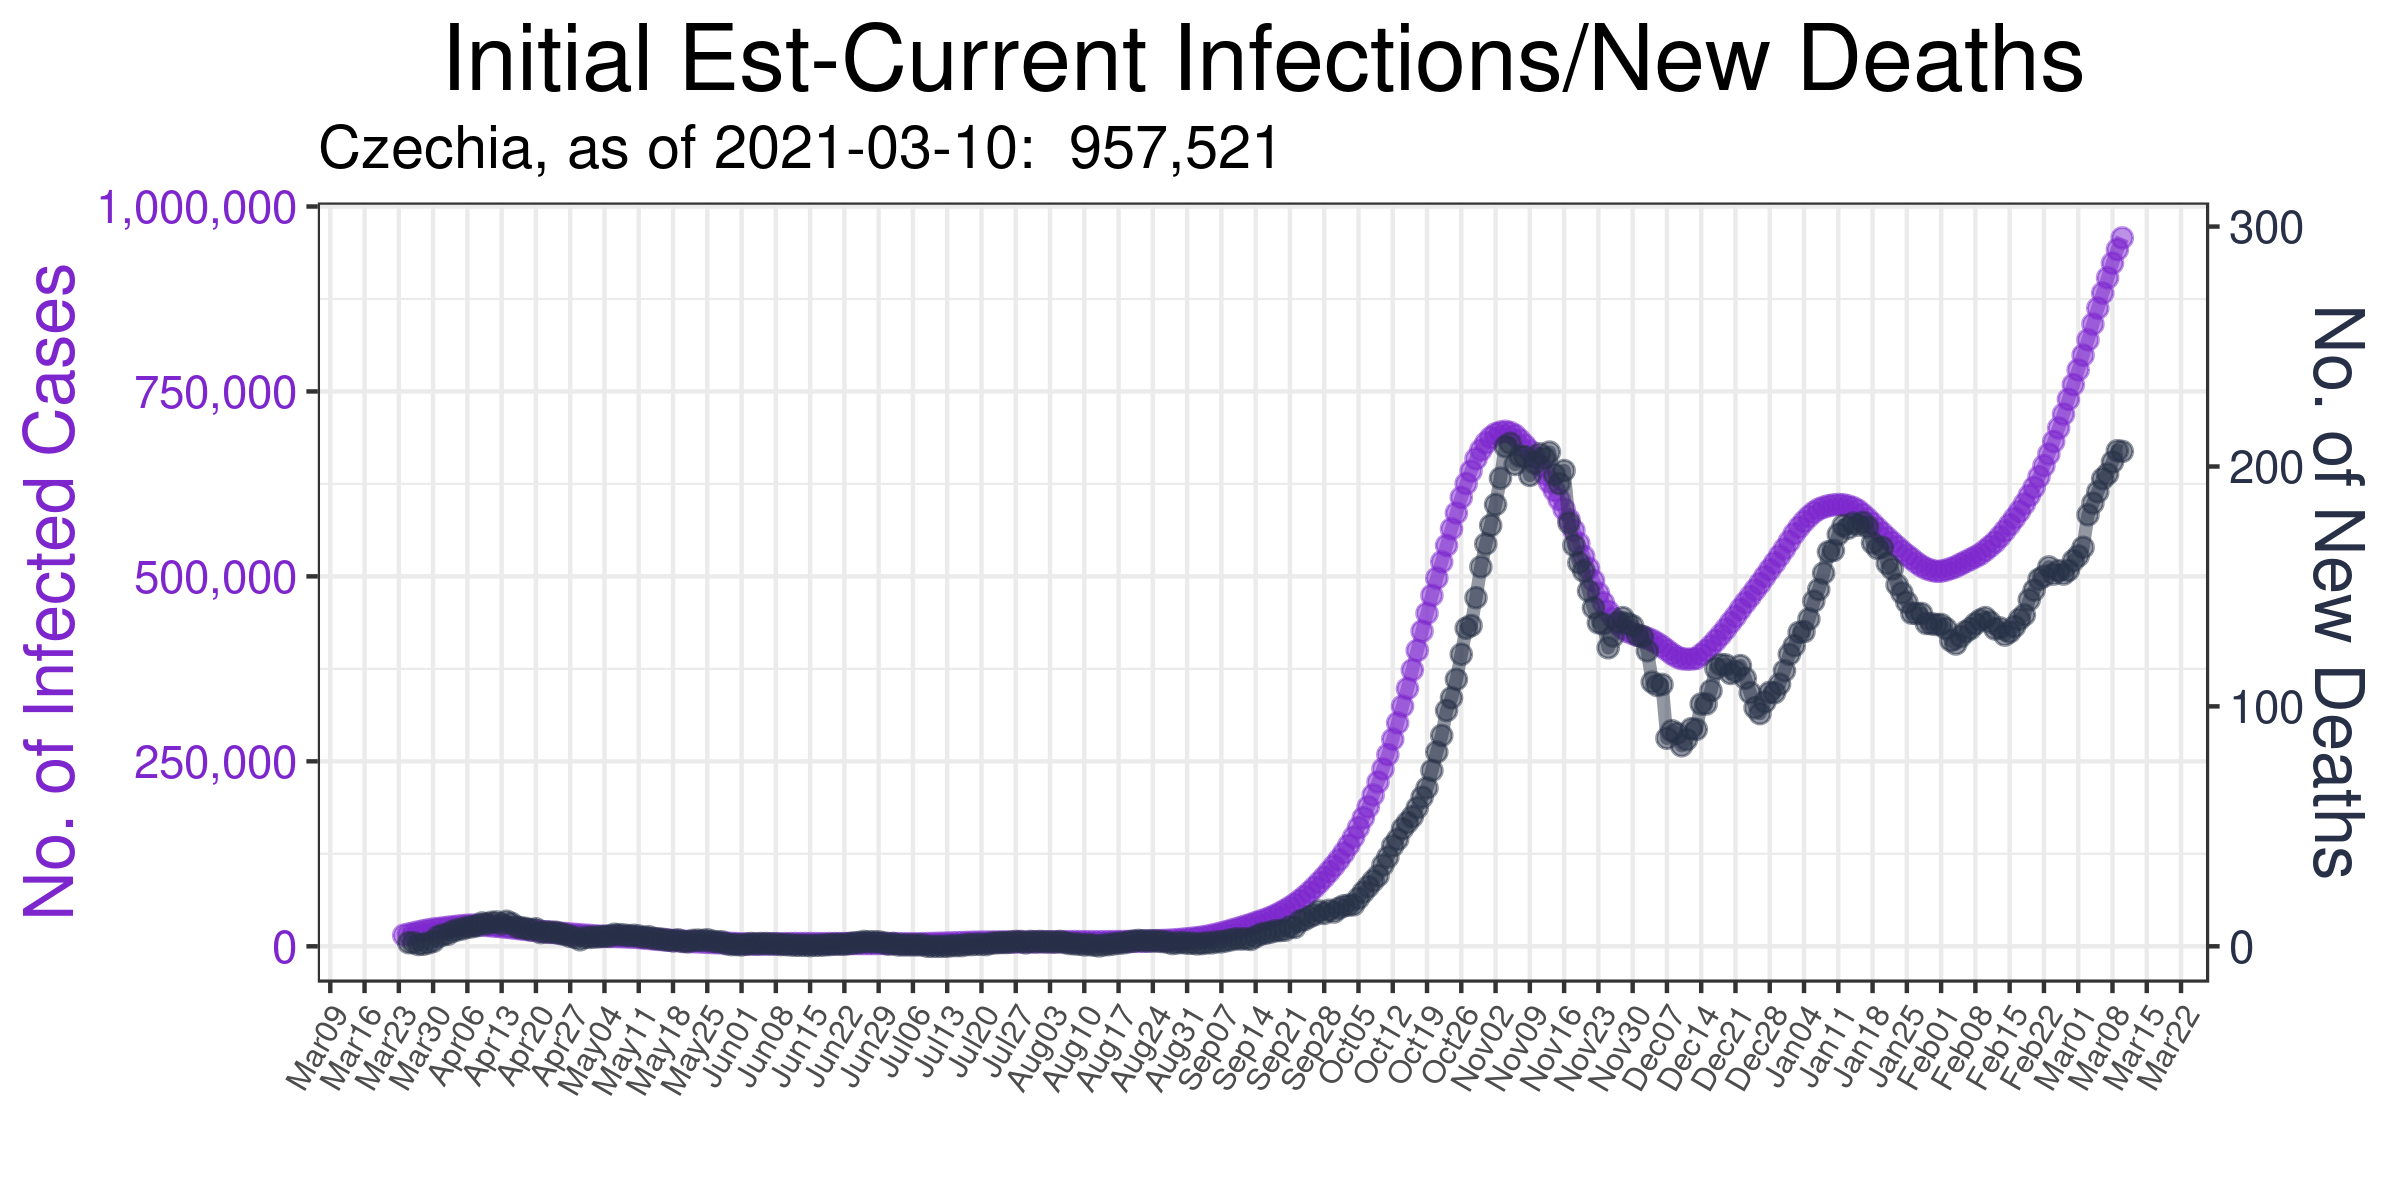 Initial Est-Current Infections/New Deaths
Czechia, as of 2021-03-10:  957,521
No. of Infected Cases
1,000,000
750,000
500,000
250,000
0
300
200
100
0
No. of New Deaths
Mar09
Mar16
Mar23
Mar30
Apr06
Apr13
Apr20
Apr27
May04
May11
May18
May25
Jun01
Jun08
Jun15
Jun22
Jun29
Jul06
Jul13
Jul20
Jul27
Aug03
Aug10
Aug17
Aug24
Aug31
Sep07
Sep14
Sep21
Sep28
Oct05
Oct12
Oct19
Oct26
Nov02
Nov09
Nov16
Nov23
Nov30
Dec07
Dec14
Dec21
Dec28
Jan04
Jan11
Jan18
Jan25
Feb01
Feb08
Feb15
Feb22
Mar01
Mar08
Mar15
Mar22